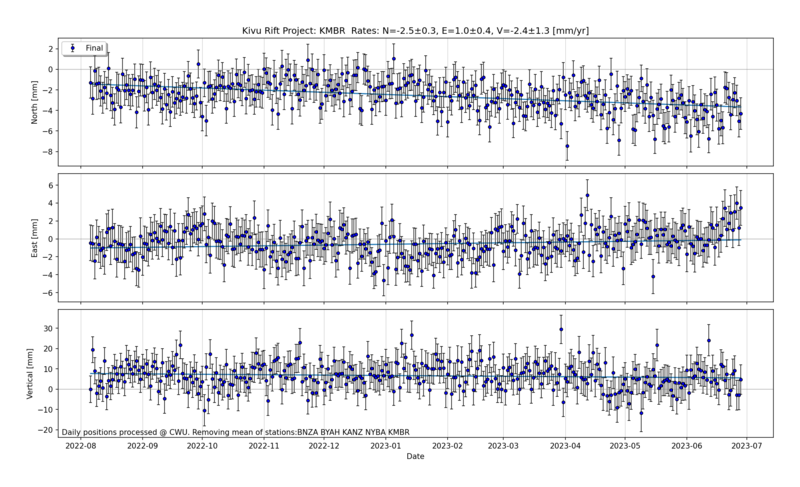 Kivu Rift Project: KMBR Rates: N=-2.5±0.3, E=1.0±0.4, V=-2.4±1.3 [mm/yr]
Final
North [mm]
2
0
−2
−4
−6
−8
East [mm]
6
4
2
0
−2
−4
−6
Vertical [mm]
30
20
10
0
−10
−20
Daily positions processed @ CWU. Removing mean of stations:BNZA BYAH KANZ NYBA KMBR
2022-08 2022-09 2022-10 2022-11 2022-12 2023-01 2023-02 2023-03 2023-04 2023-05 2023-06 2023-07
Date